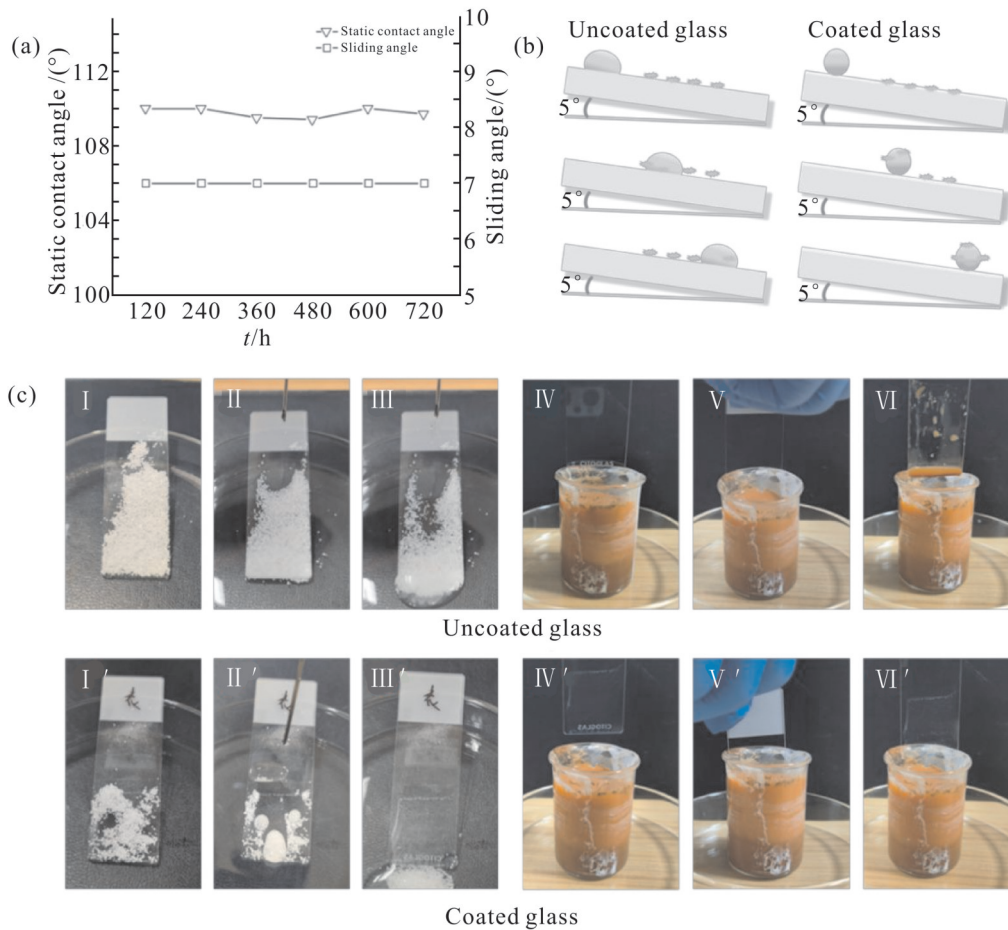 (a)
Static contact angle
Sliding angle
Static contact angle /(°)
112
108
104
100
10
9
8
7
6
5
Sliding angle/(°)
120 240 360 480 600 720
t/h
(b)
Uncoated glass
Coated glass
5°
5°
5°
5°
5°
5°
(c)
Ⅰ
Ⅱ
Ⅲ
Ⅳ
Ⅴ
Ⅵ
Uncoated glass
Ⅰ′
Ⅱ′
Ⅲ′
Ⅳ′
Ⅴ′
Ⅵ′
Coated glass